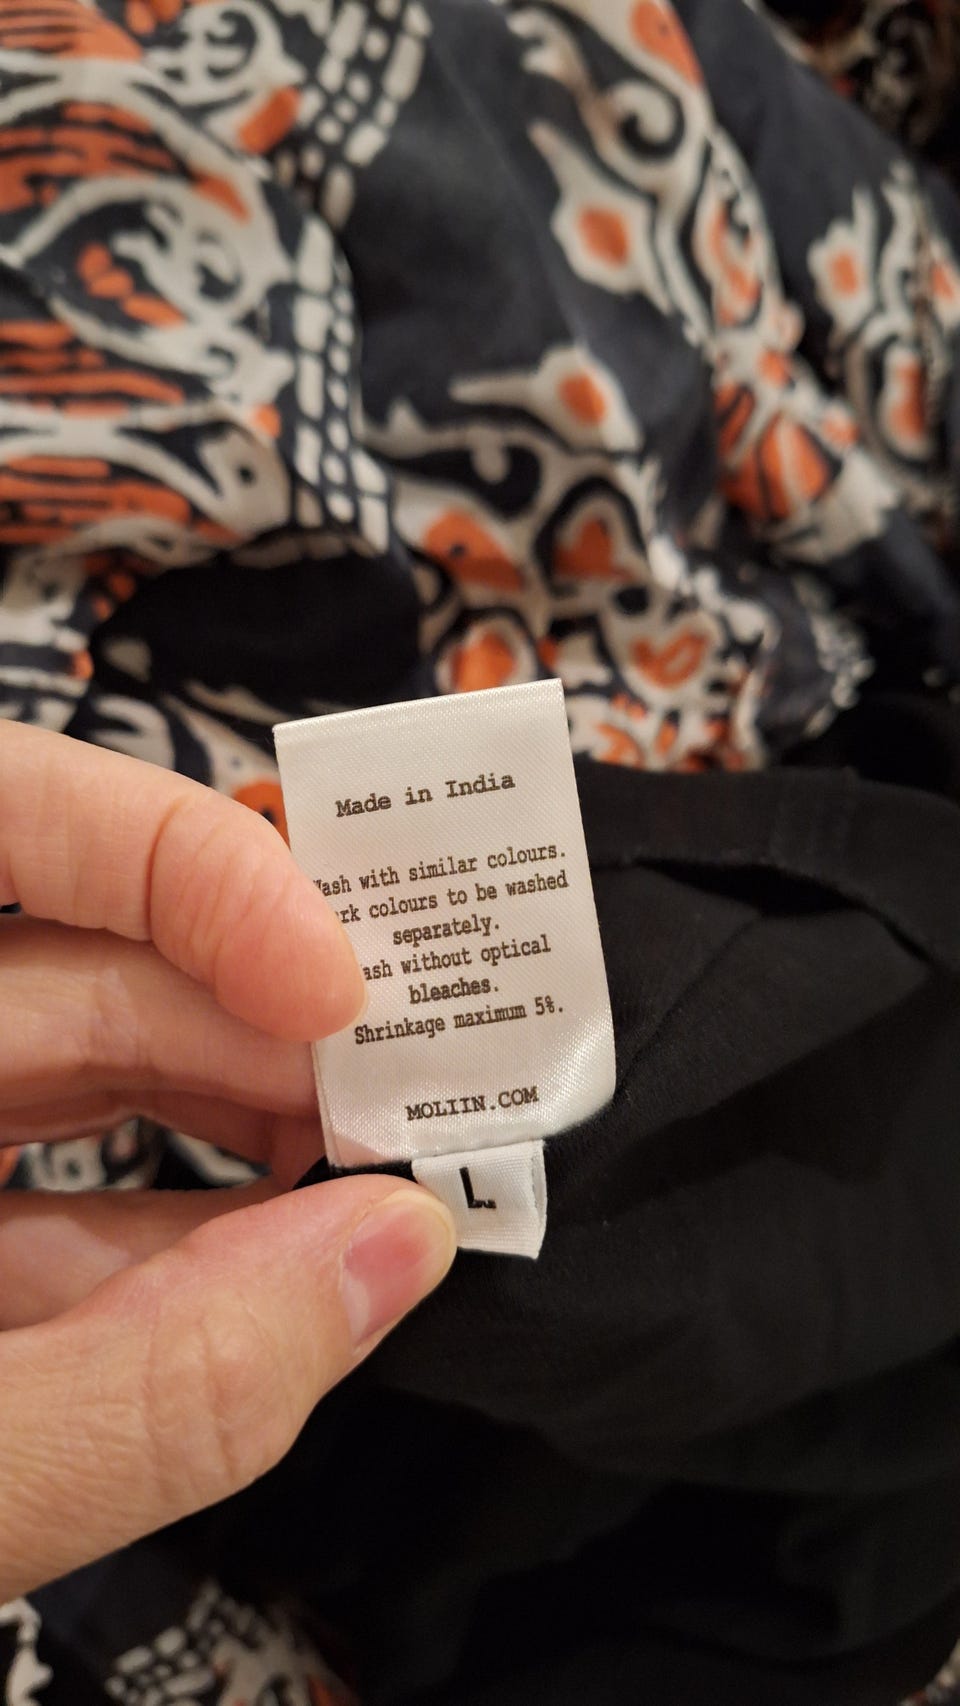 Made in India
Wash with similar colours.
colours to be washed
separately.
without optical
bleaches.
Shrinkage maximum 5%.
MOLIIN.COM
L